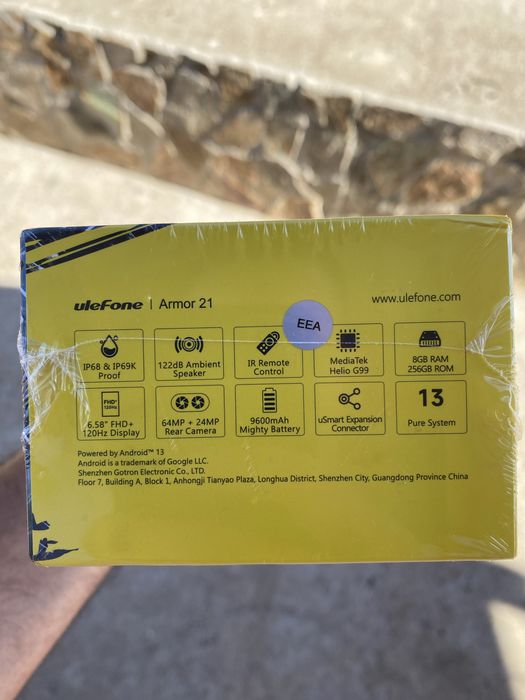 uleFone | Armor 21
www.ulefone.com
EEA
IP68 & IP69K
Proof
122dB Ambient
Speaker
IR Remote
Control
MediaTek
Helio G99
8GB RAM
256GB ROM
FHD+
120Hz
6.58" FHD+
120Hz Display
64MP + 24MP
Rear Camera
9600mAh
Mighty Battery
uSmart Expansion
Connector
13
Pure System
Powered by Android™ 13
Android is a trademark of Google LLC.
Shenzhen Gotron Electronic Co., LTD.
Floor 7, Building A, Block 1, Anhongji Tianyao Plaza, Longhua District, Shenzhen City, Guangdong Province China